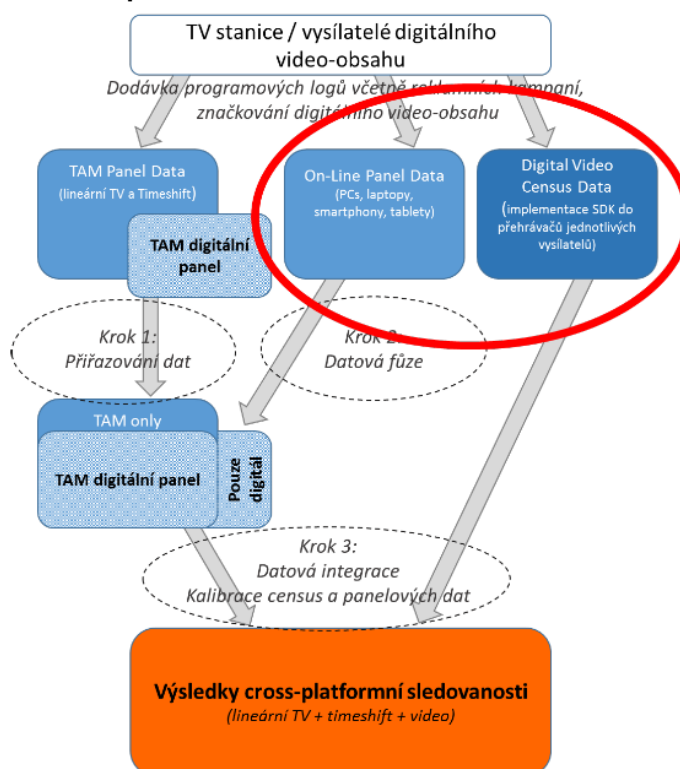 TV stanice / vysílatelé digitálního
video-obsahu
Dodávka programových logů včetně reklamních kampaní,
značkování digitálního video-obsahu
TAM Panel Data
(lineární TV a Timeshift)
TAM digitální
panel
On-Line Panel Data
(PCs, laptopy,
smartphony, tablety)
Digital Video
Census Data
(implementace SDK do
přehrávačů jednotlivých
vysílatelů)
Krok 1:
Přiřazování dat
Krok 2:
Datová fůze
TAM only
TAM digitální panel
Pouze
digitál
Krok 3:
Datová integrace
Kalibrace census a panelových dat
Výsledky cross-platformní sledovanosti
(lineární TV + timeshift + video)